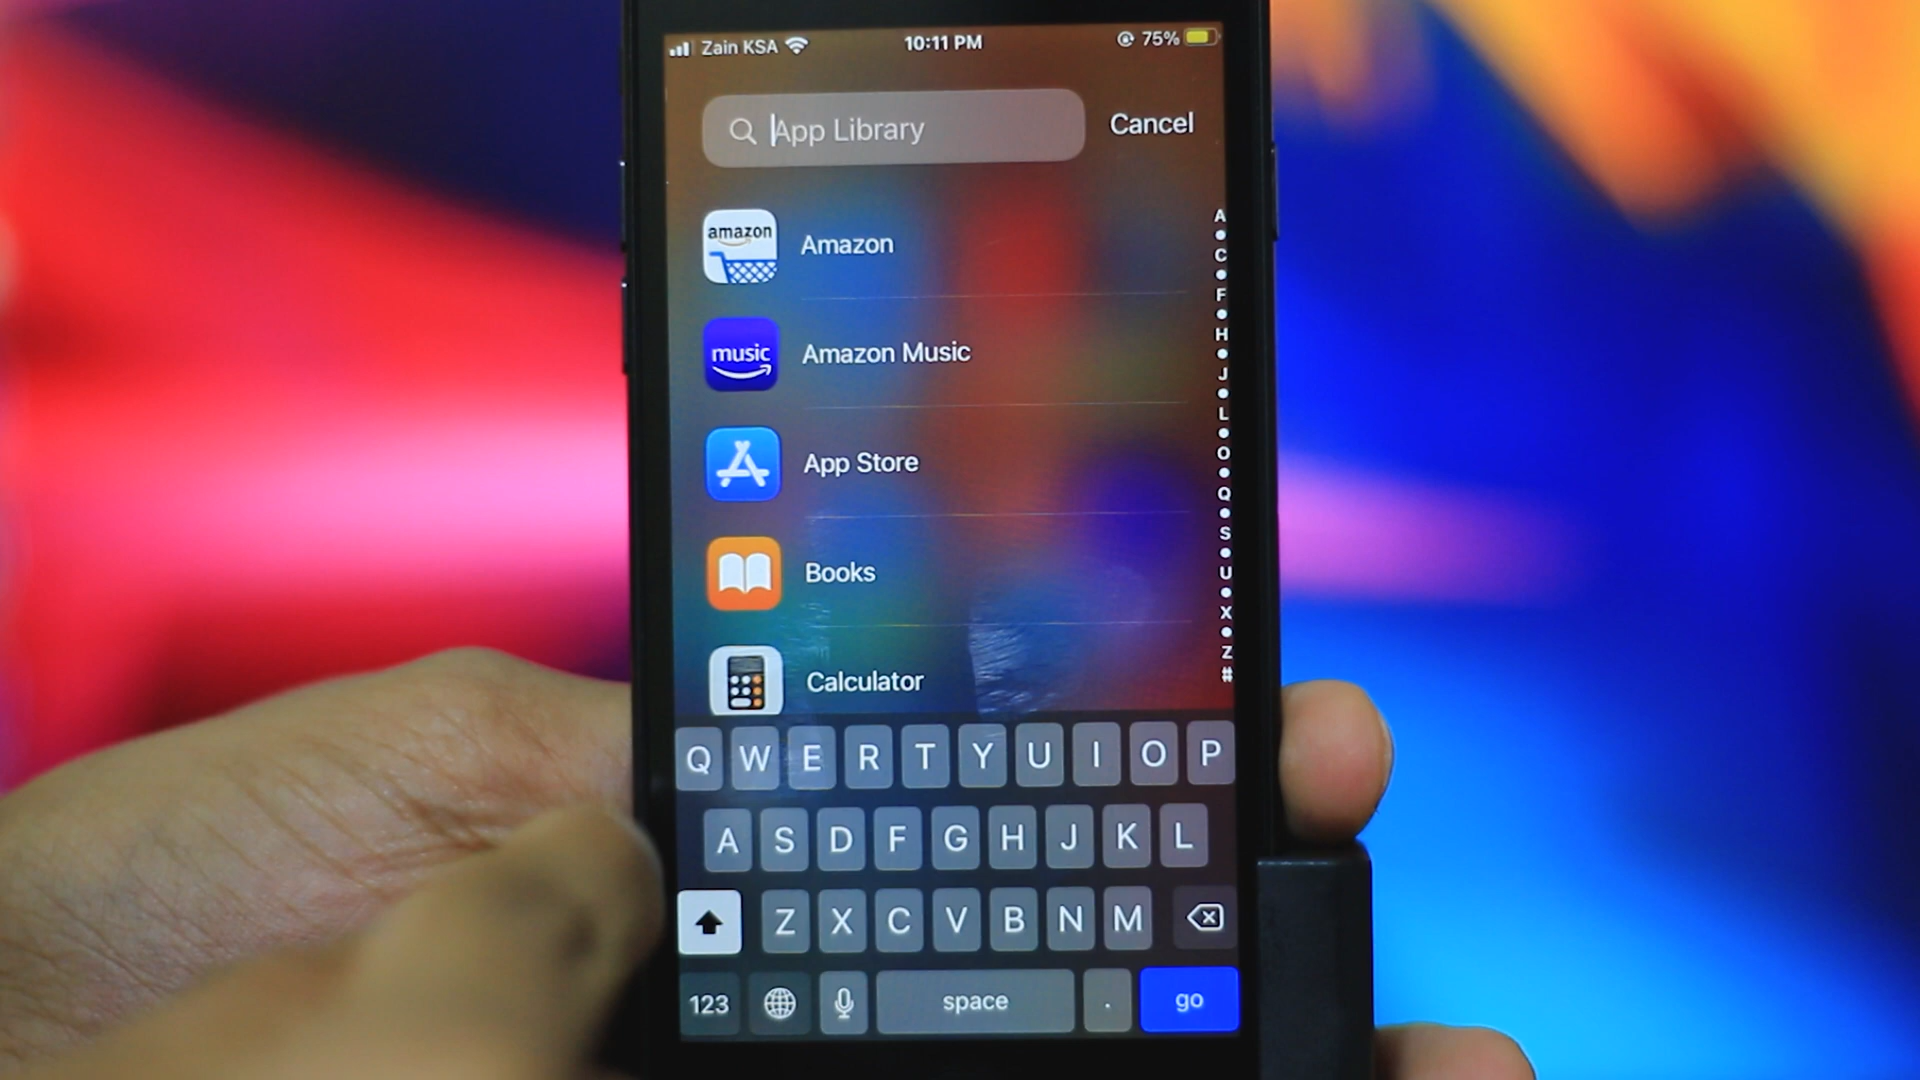 Zain KSA 10:11 PM 75%
App Library Cancel
amazon Amazon
music Amazon Music
App Store
Books
Calculator
A
C
F
H
J
L
O
Q
S
U
X
Z
#
Q W E R T Y U I O P
A S D F G H J K L
Z X C V B N M
123 space . go